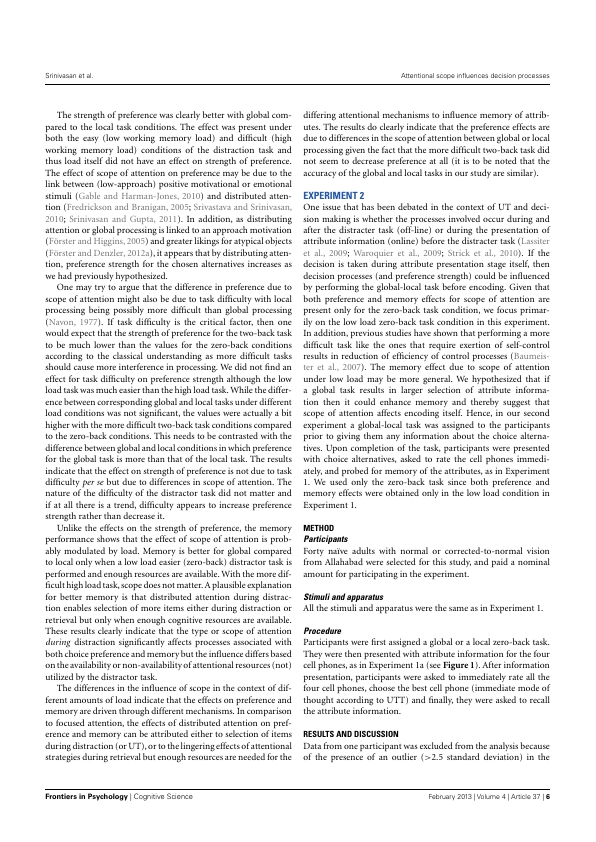 Srinivasan et al.
Attentional scope influences decision processes
The strength of preference was clearly better with global com-
pared to the local task conditions. The effect was present under
both the easy (low working memory load) and difficult (high
working memory load) conditions of the distraction task and
thus load itself did not have an effect on strength of preference.
The effect of scope of attention on preference may be due to the
link between (low-approach) positive motivational or emotional
stimuli (Gable and Harman-Jones, 2010) and distributed atten-
tion (Fredrickson and Branigan, 2005; Srivastava and Srinivasan,
2010; Srinivasan and Gupta, 2011). In addition, as distributing
attention or global processing is linked to an approach motivation
(Förster and Higgins, 2005) and greater likings for atypical objects
(Förster and Denzler, 2012a), it appears that by distributing atten-
tion, preference strength for the chosen alternatives increases as
we had previously hypothesized.
One may try to argue that the difference in preference due to
scope of attention might also be due to task difficulty with local
processing being possibly more difficult than global processing
(Navon, 1977). If task difficulty is the critical factor, then one
would expect that the strength of preference for the two-back task
to be much lower than the values for the zero-back conditions
according to the classical understanding as more difficult tasks
should cause more interference in processing. We did not find an
effect for task difficulty on preference strength although the low
load task was much easier than the high load task. While the differ-
ence between corresponding global and local tasks under different
load conditions was not significant, the values were actually a bit
higher with the more difficult two-back task conditions compared
to the zero-back conditions. This needs to be contrasted with the
difference between global and local conditions in which preference
for the global task is more than that of the local task. The results
indicate that the effect on strength of preference is not due to task
difficulty per se but due to differences in scope of attention. The
nature of the difficulty of the distractor task did not matter and
if at all there is a trend, difficulty appears to increase preference
strength rather than decrease it.
Unlike the effects on the strength of preference, the memory
performance shows that the effect of scope of attention is prob-
ably modulated by load. Memory is better for global compared
to local only when a low load easier (zero-back) distractor task is
performed and enough resources are available. With the more dif-
ficult high load task, scope does not matter. A plausible explanation
for better memory is that distributed attention during distrac-
tion enables selection of more items either during distraction or
retrieval but only when enough cognitive resources are available.
These results clearly indicate that the type or scope of attention
during distraction significantly affects processes associated with
both choice preference and memory but the influence differs based
on the availability or non-availability of attentional resources (not)
utilized by the distractor task.
The differences in the influence of scope in the context of dif-
ferent amounts of load indicate that the effects on preference and
memory are driven through different mechanisms. In comparison
to focused attention, the effects of distributed attention on pref-
erence and memory can be attributed either to selection of items
during distraction (or UT), or to the lingering effects of attentional
strategies during retrieval but enough resources are needed for the
differing attentional mechanisms to influence memory of attrib-
utes. The results do clearly indicate that the preference effects are
due to differences in the scope of attention between global or local
processing given the fact that the more difficult two-back task did
not seem to decrease preference at all (it is to be noted that the
accuracy of the global and local tasks in our study are similar).
EXPERIMENT 2
One issue that has been debated in the context of UT and deci-
sion making is whether the processes involved occur during and
after the distracter task (off-line) or during the presentation of
attribute information (online) before the distracter task (Lassiter
et al., 2009; Waroquier et al., 2009; Strick et al., 2010). If the
decision is taken during attribute presentation stage itself, then
decision processes (and preference strength) could be influenced
by performing the global-local task before encoding. Given that
both preference and memory effects for scope of attention are
present only for the zero-back task condition, we focus primar-
ily on the low load zero-back task condition in this experiment.
In addition, previous studies have shown that performing a more
difficult task like the ones that require exertion of self-control
results in reduction of efficiency of control processes (Baumeis-
ter et al., 2007). The memory effect due to scope of attention
under low load may be more general. We hypothesized that if
a global task results in larger selection of attribute informa-
tion then it could enhance memory and thereby suggest that
scope of attention affects encoding itself. Hence, in our second
experiment a global-local task was assigned to the participants
prior to giving them any information about the choice alterna-
tives. Upon completion of the task, participants were presented
with choice alternatives, asked to rate the cell phones immedi-
ately, and probed for memory of the attributes, as in Experiment
1. We used only the zero-back task since both preference and
memory effects were obtained only in the low load condition in
Experiment 1.
METHOD
Participants
Forty naïve adults with normal or corrected-to-normal vision
from Allahabad were selected for this study, and paid a nominal
amount for participating in the experiment.
Stimuli and apparatus
All the stimuli and apparatus were the same as in Experiment 1.
Procedure
Participants were first assigned a global or a local zero-back task.
They were then presented with attribute information for the four
cell phones, as in Experiment 1a (see Figure 1). After information
presentation, participants were asked to immediately rate all the
four cell phones, choose the best cell phone (immediate mode of
thought according to UTT) and finally, they were asked to recall
the attribute information.
RESULTS AND DISCUSSION
Data from one participant was excluded from the analysis because
of the presence of an outlier (>2.5 standard deviation) in the
Frontiers in Psychology | Cognitive Science
February 2013 | Volume 4 | Article 37 | 6